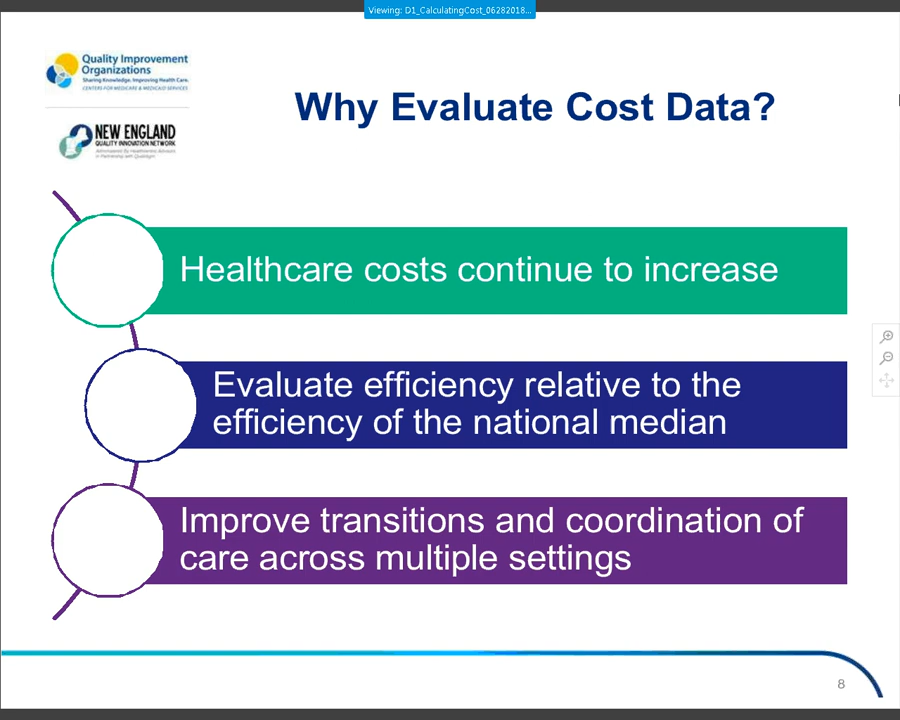 Viewing: D1_CalculatingCost_06282018...
Quality Improvement
Organizations
Sharing Knowledge. Improving Health Care.
CENTERS FOR MEDICARE & MEDICAID SERVICES
NEW ENGLAND
QUALITY INNOVATION NETWORK
Why Evaluate Cost Data?
Healthcare costs continue to increase
Evaluate efficiency relative to the
efficiency of the national median
Improve transitions and coordination of
care across multiple settings
8